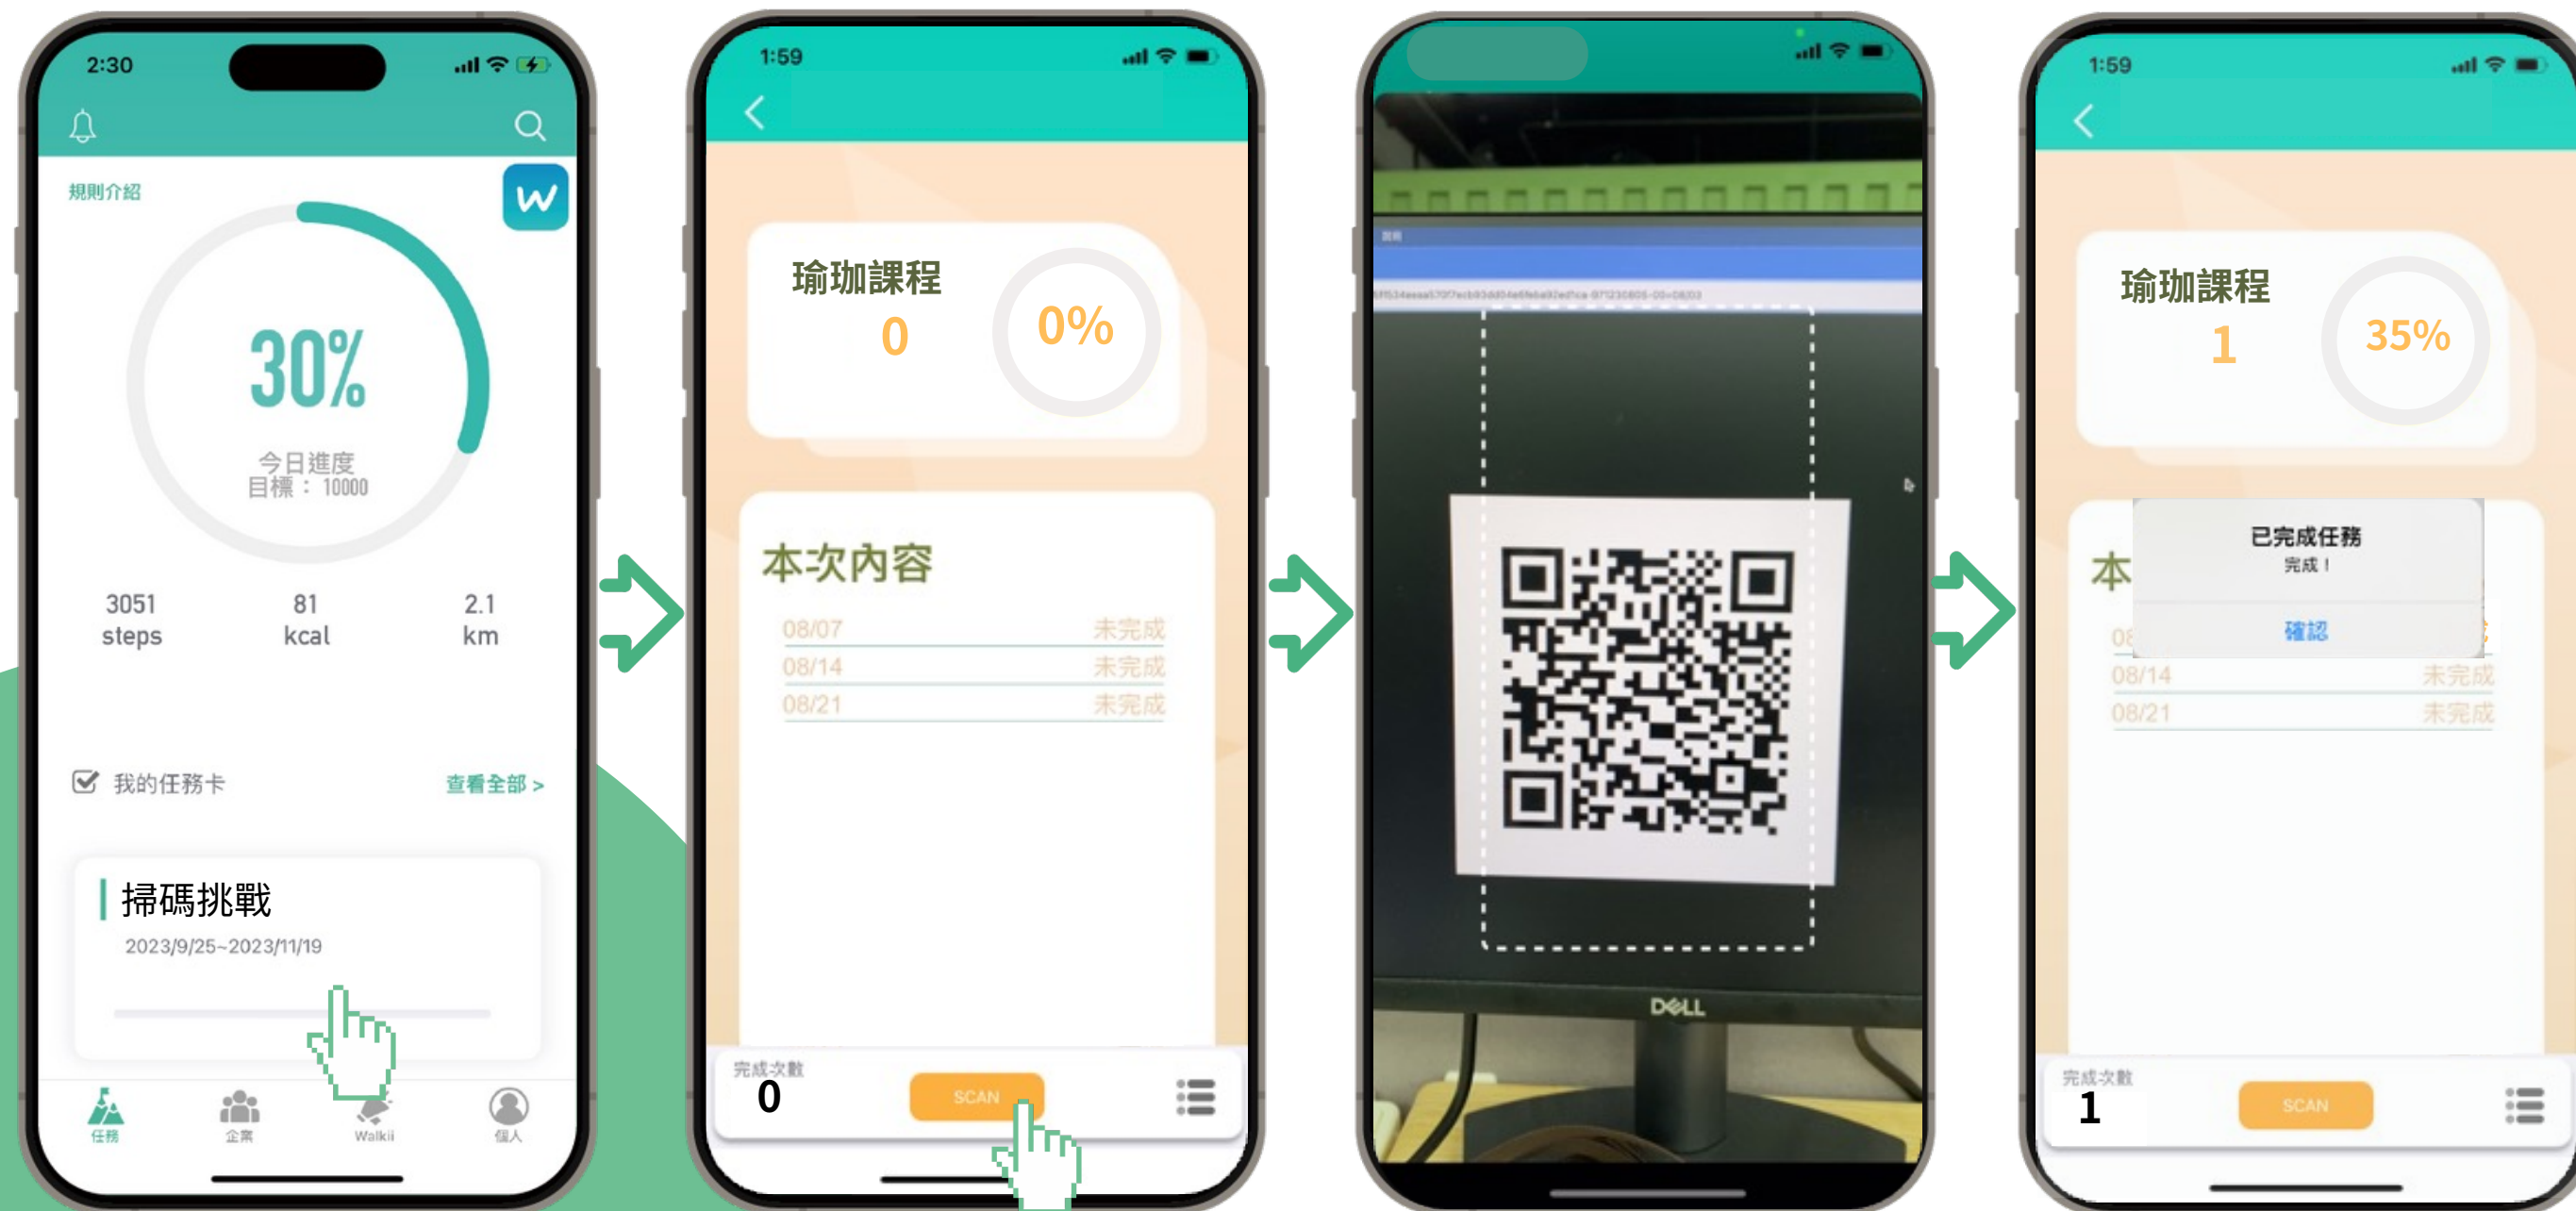 2:30
規則介紹
W
30%
今日進度
目標： 10000
3051
steps
81
kcal
2.1
km
我的任務卡
查看全部 >
掃碼挑戰
2023/9/25~2023/11/19
任務
企業
Walkii
個人
1:59
瑜珈課程
0
0%
本次內容
08/07 未完成
08/14 未完成
08/21 未完成
完成次數
0
SCAN
DELL
1:59
瑜珈課程
1
35%
本
已完成任務
完成！
確認
08/14 未完成
08/21 未完成
完成次數
1
SCAN